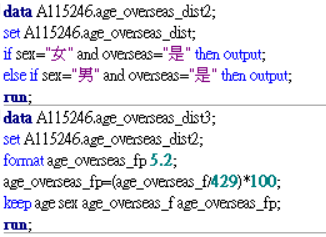 data A115246.age_overseas_dist2;
set A115246.age_overseas_dist;
if sex="女" and overseas="是" then output;
else if sex="男" and overseas="是" then output;
run;
data A115246.age_overseas_dist3;
set A115246.age_overseas_dist2;
format age_overseas_fp 5.2;
age_overseas_fp=(age_overseas_f/429)*100;
keep age sex age_overseas_f age_overseas_fp;
run;